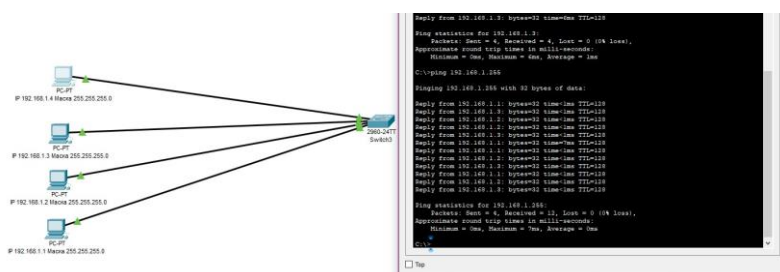 PC-PT
IP 192.168.1.4 Маска 255.255.255.0
PC-PT
IP 192.168.1.3 Маска 255.255.255.0
PC-PT
IP 192.168.1.2 Маска 255.255.255.0
PC-PT
IP 192.168.1.1 Маска 255.255.255.0
2960-24TT
Switch3
Reply from 192.168.1.3: bytes=32 time=6ms TTL=128
Ping statistics for 192.168.1.3:
Packets: Sent = 4, Received = 4, Lost = 0 (0% loss),
Approximate round trip times in milli-seconds:
Minimum = 0ms, Maximum = 6ms, Average = 1ms
C:\>ping 192.168.1.255
Pinging 192.168.1.255 with 32 bytes of data:
Reply from 192.168.1.1: bytes=32 time<1ms TTL=128
Reply from 192.168.1.3: bytes=32 time<1ms TTL=128
Reply from 192.168.1.2: bytes=32 time<1ms TTL=128
Reply from 192.168.1.2: bytes=32 time<1ms TTL=128
Reply from 192.168.1.3: bytes=32 time<1ms TTL=128
Reply from 192.168.1.1: bytes=32 time=7ms TTL=128
Reply from 192.168.1.1: bytes=32 time<1ms TTL=128
Reply from 192.168.1.2: bytes=32 time<1ms TTL=128
Reply from 192.168.1.3: bytes=32 time<1ms TTL=128
Reply from 192.168.1.1: bytes=32 time<1ms TTL=128
Reply from 192.168.1.2: bytes=32 time<1ms TTL=128
Reply from 192.168.1.3: bytes=32 time<1ms TTL=128
Ping statistics for 192.168.1.255:
Packets: Sent = 4, Received = 12, Lost = 0 (0% loss),
Approximate round trip times in milli-seconds:
Minimum = 0ms, Maximum = 7ms, Average = 0ms
C:\>
Top